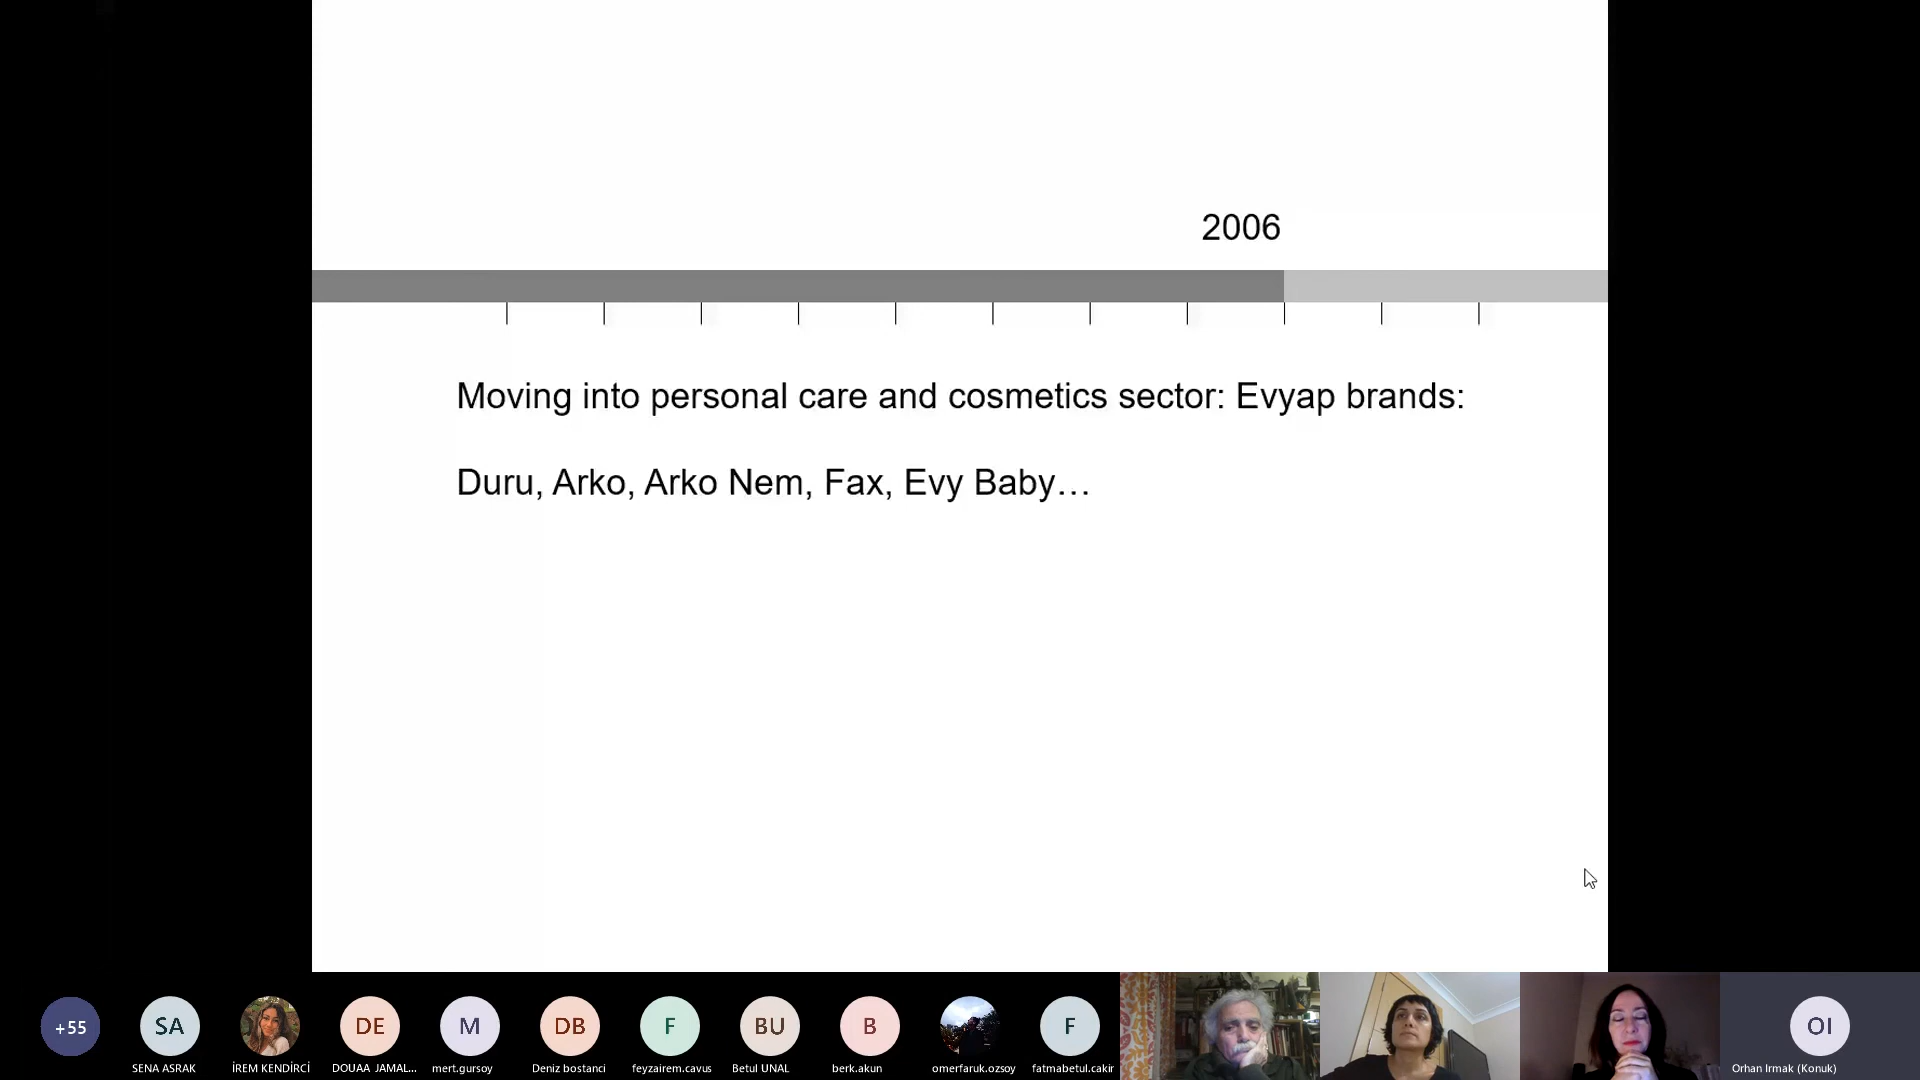 2006
Moving into personal care and cosmetics sector: Evyap brands:
Duru, Arko, Arko Nem, Fax, Evy Baby…
+55
SA
DE
M
DB
F
BU
B
F
OI
SENA ASRAK
İREM KENDİRCİ
DOUAA JAMAL...
mert.gursoy
Deniz bostanci
feyzairem.cavus
Betul UNAL
berk.akun
omerfaruk.ozsoy
fatmabetul.cakir
Orhan Irmak (Konuk)